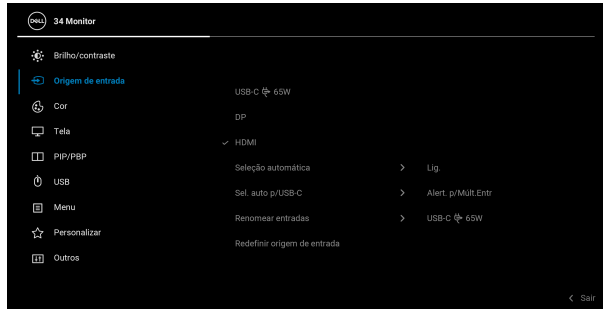 DELL
34 Monitor
Brilho/contraste
Origem de entrada
USB-C 65W
Cor
DP
Tela
HDMI
PIP/PBP
Seleção automática Lig.
USB
Sel. auto p/USB-C Alert. p/Múlt.Entr
Menu
Renomear entradas USB-C 65W
Personalizar
Redefinir origem de entrada
Outros
Sair